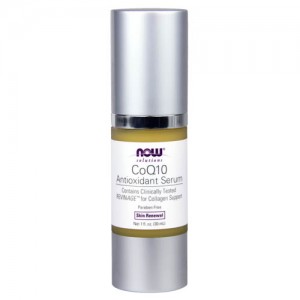 NOW
solutions
CoQ10
Antioxidant Serum
Contains Clinically Tested
REVINAGE™ for Collagen Support
Paraben Free
Skin Renewal
Net 1 fl. oz. (30 mL)